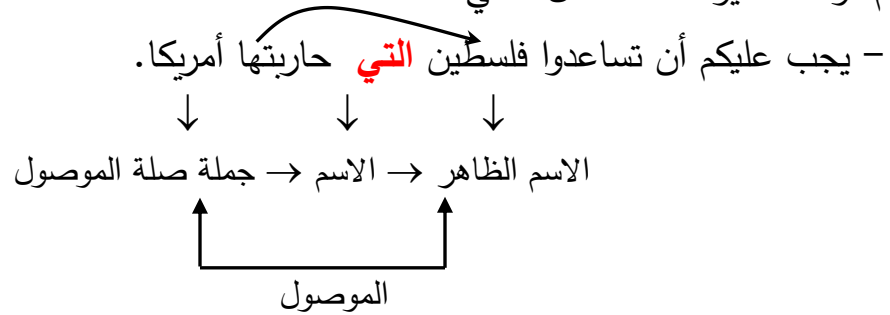 – يجب عليكم أن تساعدوا فلسطين التي حاربتها أمريكا.
↓ ↓ ↓
الاسم الظاهر → الاسم → جملة صلة الموصول
الموصول